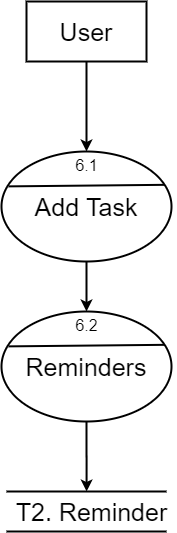 User
6.1
Add Task
6.2
Reminders
T2. Reminder